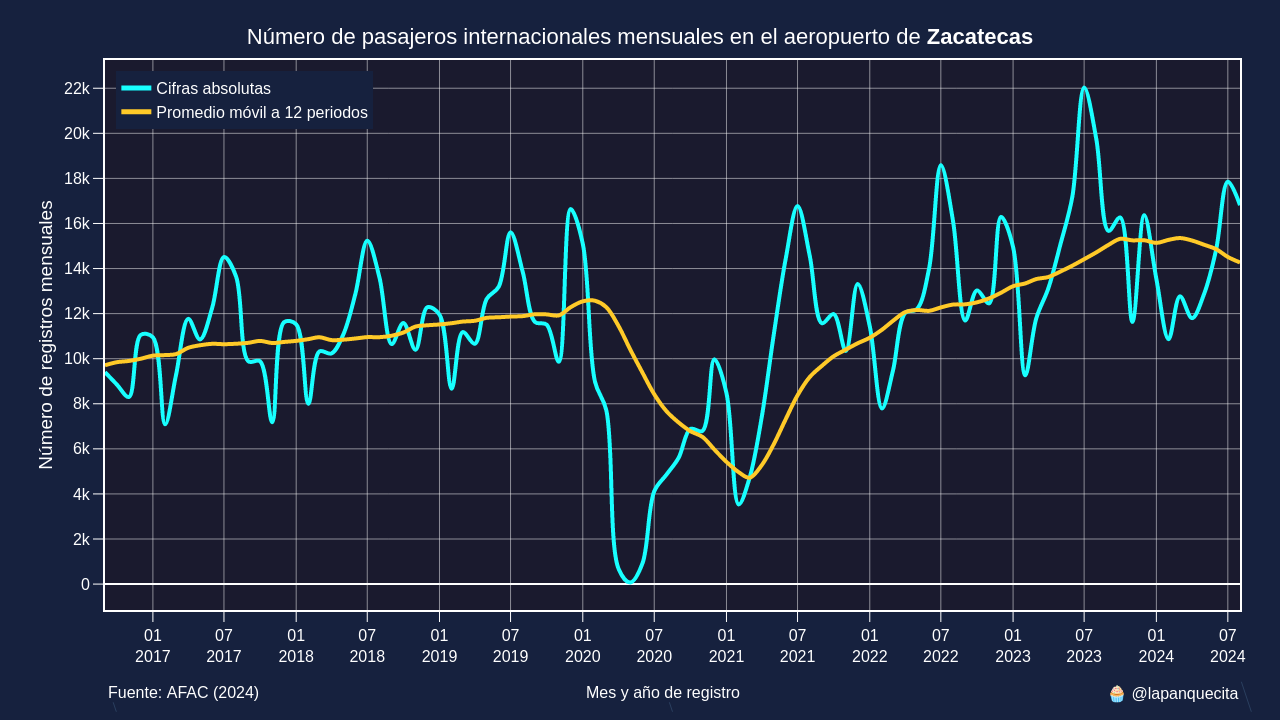 Número de pasajeros internacionales mensuales en el aeropuerto de Zacatecas
Cifras absolutas
Promedio móvil a 12 periodos
Número de registros mensuales
22k
20k
18k
16k
14k
12k
10k
8k
6k
4k
2k
0
01 07 01 07 01 07 01 07 01 07 01 07 01 07 01 07
2017 2017 2018 2018 2019 2019 2020 2020 2021 2021 2022 2022 2023 2023 2024 2024
Fuente: AFAC (2024) Mes y año de registro 🧁 @lapanquecita